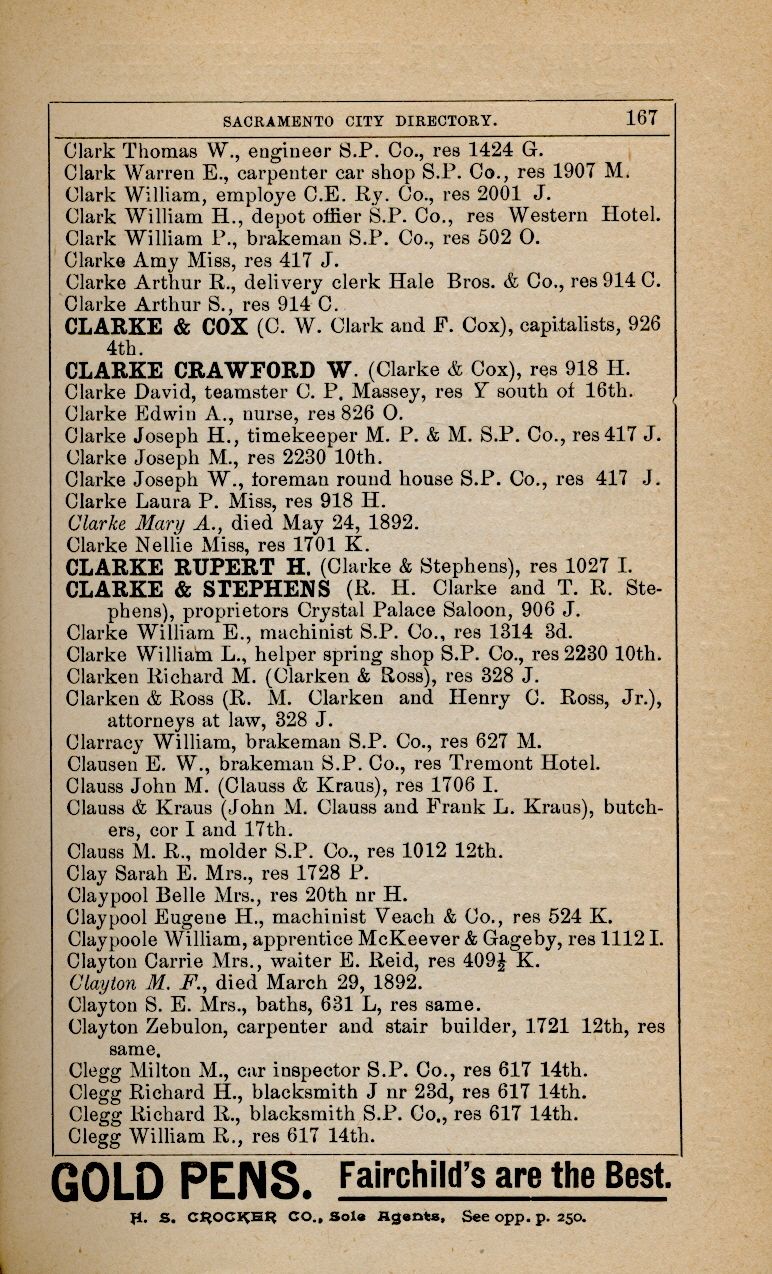 SACRAMENTO CITY DIRECTORY. 167
Clark Thomas W., engineer S.P. Co., res 1424 G.
Clark Warren E., carpenter car shop S.P. Co., res 1907 M.
Clark William, employe C.E. Ry. Co., res 2001 J.
Clark William H., depot offier S.P. Co., res Western Hotel.
Clark William P., brakeman S.P. Co., res 502 O.
Clarke Amy Miss, res 417 J.
Clarke Arthur R., delivery clerk Hale Bros. & Co., res 914 C.
Clarke Arthur S., res 914 C.
CLARKE & COX (C. W. Clark and F. Cox), capitalists, 926
4th.
CLARKE CRAWFORD W. (Clarke & Cox), res 918 H.
Clarke David, teamster C. P. Massey, res Y south of 16th.
Clarke Edwin A., nurse, res 826 O.
Clarke Joseph H., timekeeper M. P. & M. S.P. Co., res 417 J.
Clarke Joseph M., res 2230 10th.
Clarke Joseph W., foreman round house S.P. Co., res 417 J.
Clarke Laura P. Miss, res 918 H.
Clarke Mary A., died May 24, 1892.
Clarke Nellie Miss, res 1701 K.
CLARKE RUPERT H. (Clarke & Stephens), res 1027 I.
CLARKE & STEPHENS (R. H. Clarke and T. R. Ste-
phens), proprietors Crystal Palace Saloon, 906 J.
Clarke William E., machinist S.P. Co., res 1314 3d.
Clarke William L., helper spring shop S.P. Co., res 2230 10th.
Clarken Richard M. (Clarken & Ross), res 328 J.
Clarken & Ross (R. M. Clarken and Henry C. Ross, Jr.),
attorneys at law, 328 J.
Clarracy William, brakeman S.P. Co., res 627 M.
Clausen E. W., brakeman S.P. Co., res Tremont Hotel.
Clauss John M. (Clauss & Kraus), res 1706 I.
Clauss & Kraus (John M. Clauss and Frank L. Kraus), butch-
ers, cor I and 17th.
Clauss M. R., molder S.P. Co., res 1012 12th.
Clay Sarah E. Mrs., res 1728 P.
Claypool Belle Mrs., res 20th nr H.
Claypool Eugene H., machinist Veach & Co., res 524 K.
Claypoole William, apprentice McKeever & Gageby, res 1112 I.
Clayton Carrie Mrs., waiter E. Reid, res 409½ K.
Clayton M. F., died March 29, 1892.
Clayton S. E. Mrs., baths, 631 L, res same.
Clayton Zebulon, carpenter and stair builder, 1721 12th, res
same.
Clegg Milton M., car inspector S.P. Co., res 617 14th.
Clegg Richard H., blacksmith J nr 23d, res 617 14th.
Clegg Richard R., blacksmith S.P. Co., res 617 14th.
Clegg William R., res 617 14th.
GOLD PENS. Fairchild's are the Best.
H. S. CROCKER CO., Sole Agents, See opp. p. 250.